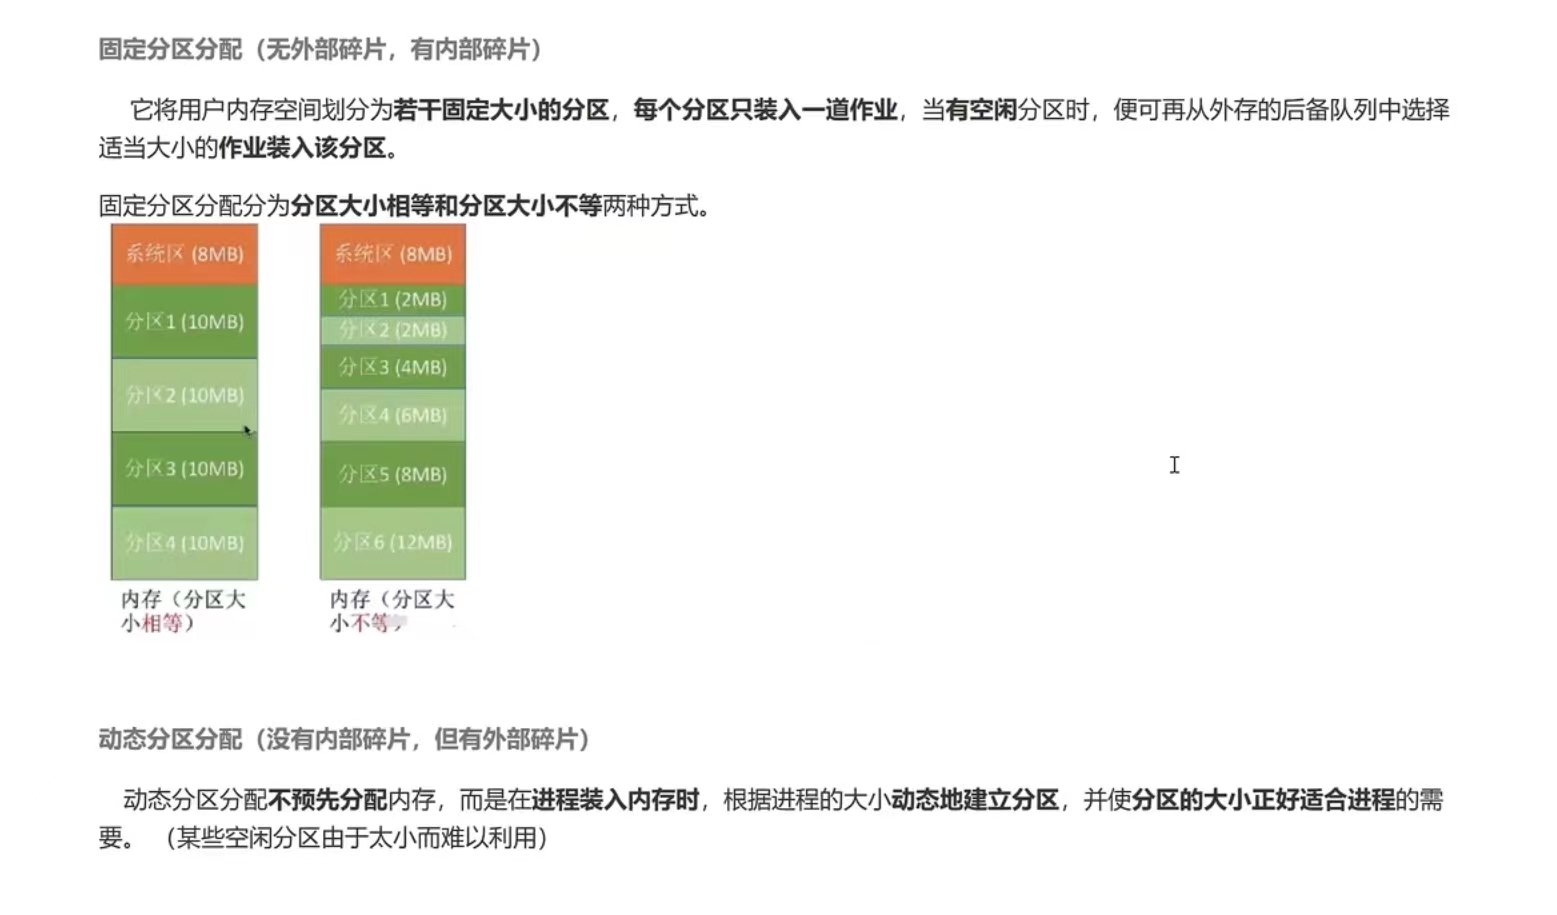 固定分区分配（无外部碎片，有内部碎片）
它将用户内存空间划分为若干固定大小的分区，每个分区只装入一道作业，当有空闲分区时，便可再从外存的后备队列中选择
适当大小的作业装入该分区。
固定分区分配分为分区大小相等和分区大小不等两种方式。
系统区 (8MB)
分区1 (10MB)
分区2 (10MB)
分区3 (10MB)
分区4 (10MB)
内存（分区大
小相等）
系统区 (8MB)
分区1 (2MB)
分区2 (2MB)
分区3 (4MB)
分区4 (6MB)
分区5 (8MB)
分区6 (12MB)
内存（分区大
小不等）
动态分区分配（没有内部碎片，但有外部碎片）
动态分区分配不预先分配内存，而是在进程装入内存时，根据进程的大小动态地建立分区，并使分区的大小正好适合进程的需
要。 （某些空闲分区由于太小而难以利用）